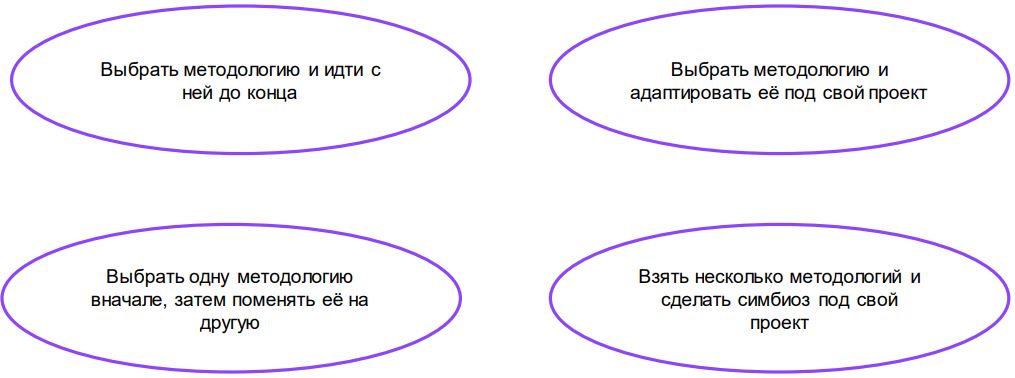 Выбрать методологию и идти с
ней до конца
Выбрать методологию и
адаптировать её под свой проект
Выбрать одну методологию
вначале, затем поменять её на
другую
Взять несколько методологий и
сделать симбиоз под свой
проект